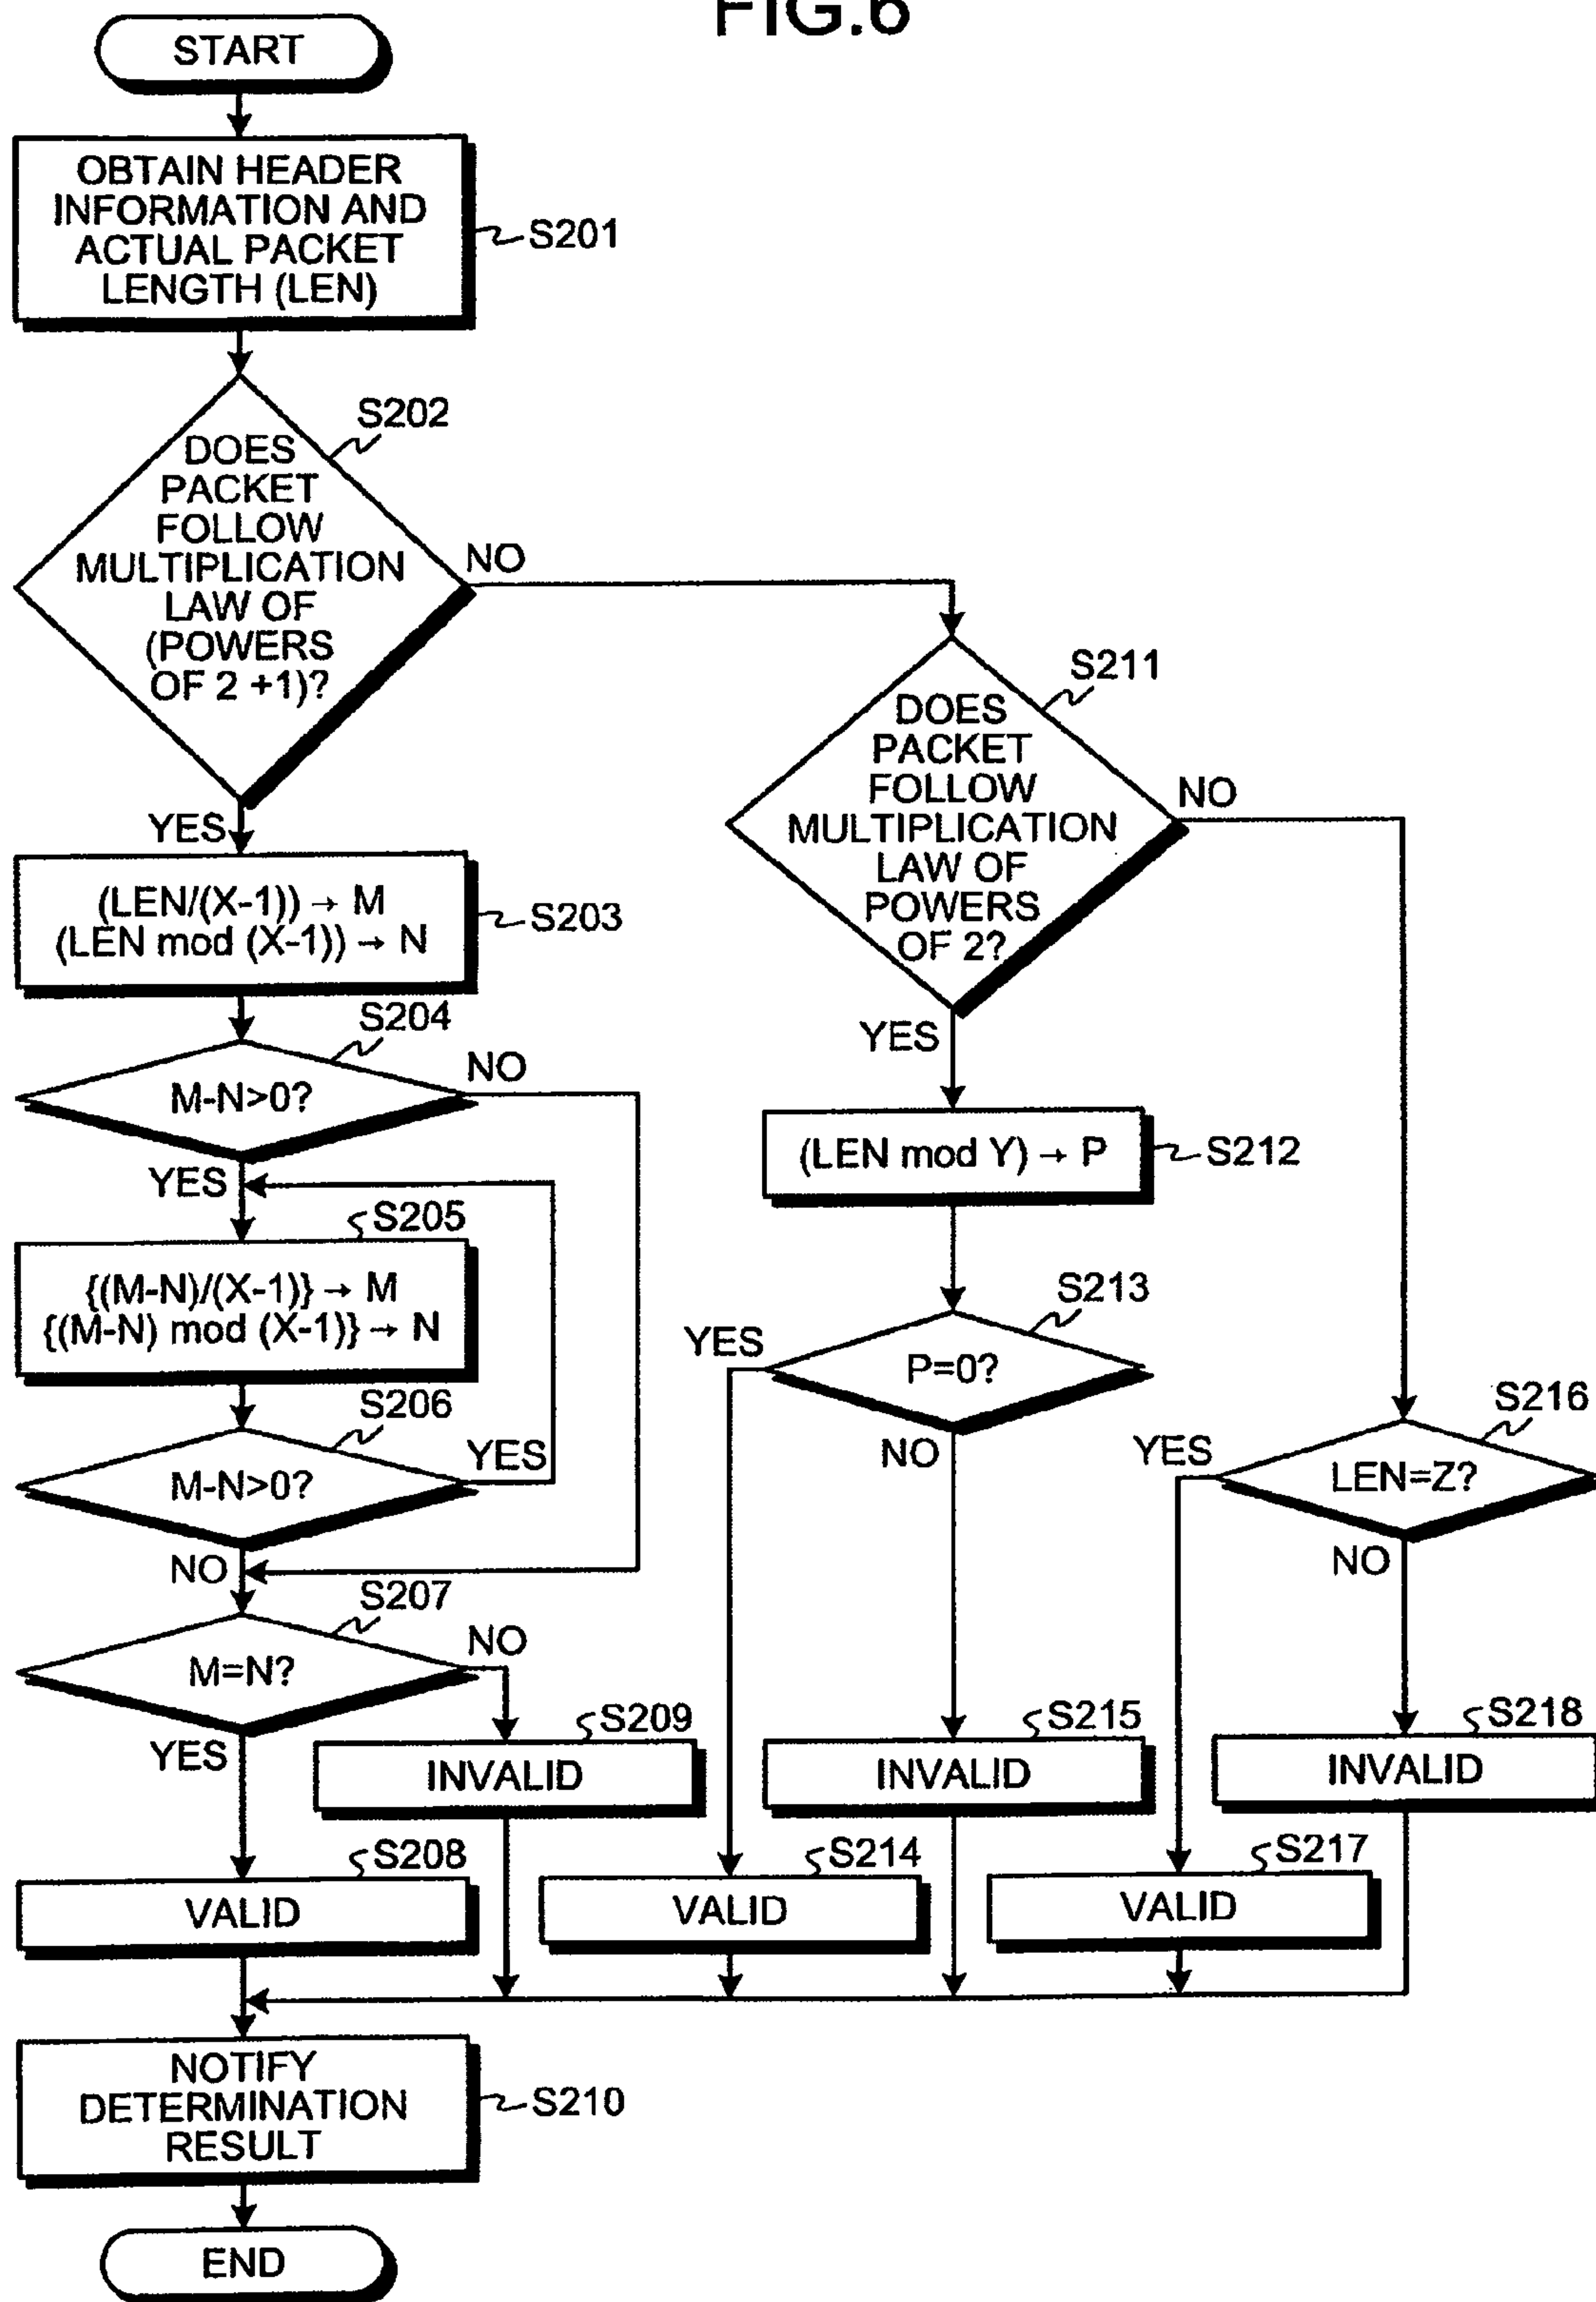 FIG.6
START
OBTAIN HEADER
INFORMATION AND
ACTUAL PACKET
LENGTH (LEN)
S201
S202
DOES
PACKET
FOLLOW
MULTIPLICATION
LAW OF
(POWERS
OF 2 +1)?
NO
YES
S211
DOES
PACKET
FOLLOW
MULTIPLICATION
LAW OF
POWERS
OF 2?
NO
YES
(LEN/(X-1)) → M
(LEN mod (X-1)) → N
S203
S204
M-N>0?
NO
YES
(LEN mod Y) → P
S212
S205
{(M-N)/(X-1)} → M
{(M-N) mod (X-1)} → N
S213
P=0?
YES
NO
S206
M-N>0?
YES
NO
S216
LEN=Z?
YES
NO
S207
M=N?
NO
YES
S209
INVALID
S215
INVALID
S218
INVALID
S208
VALID
S214
VALID
S217
VALID
NOTIFY
DETERMINATION
RESULT
S210
END